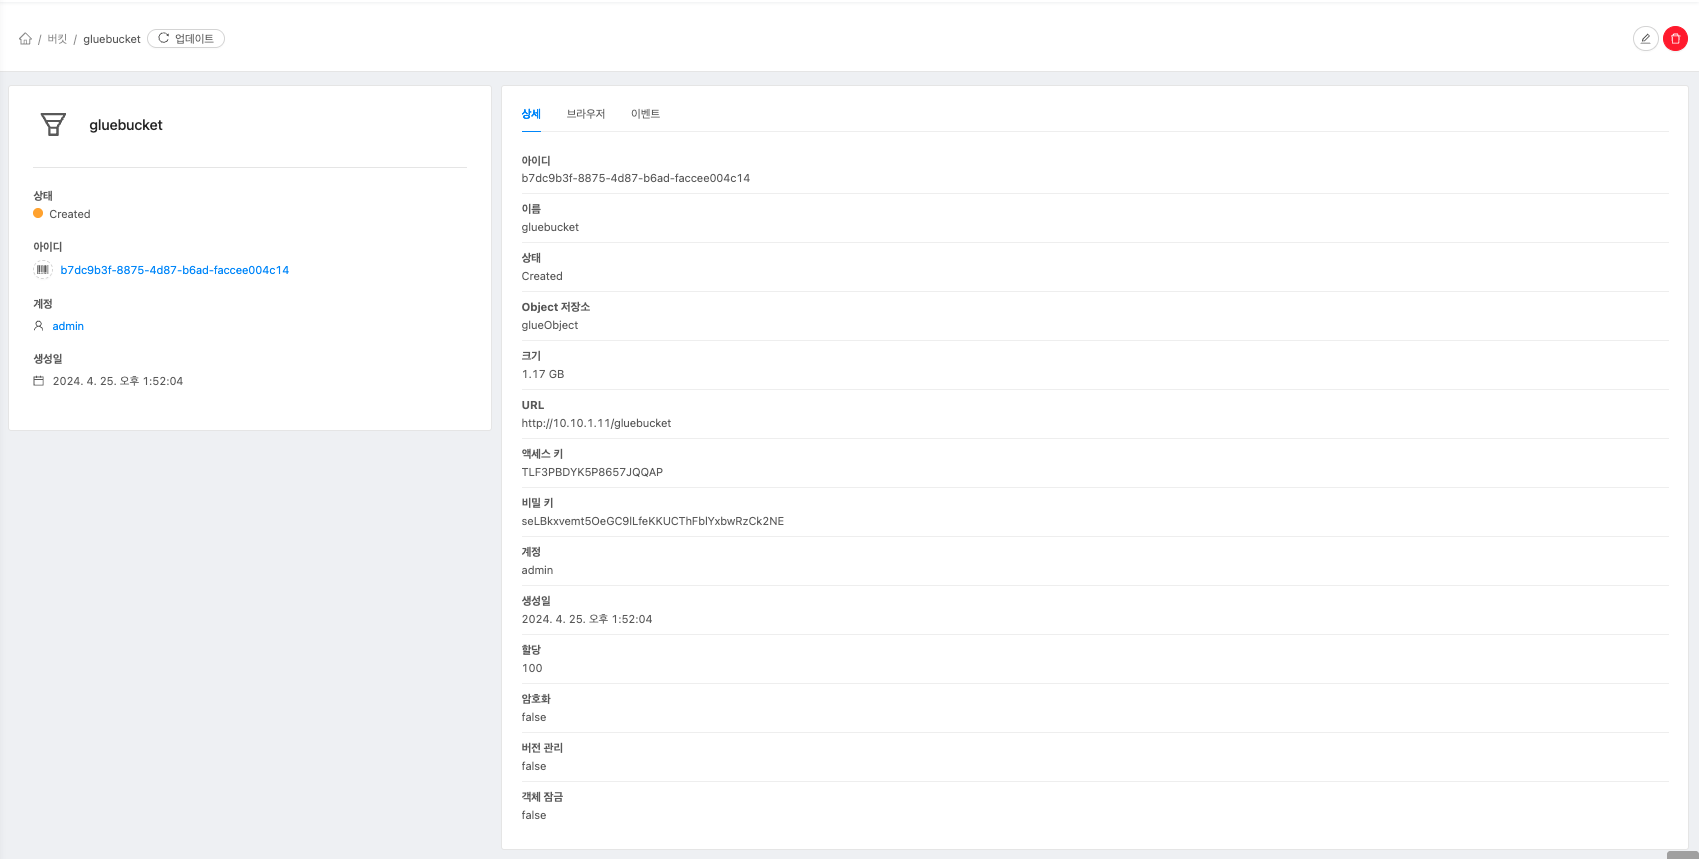 / 버킷 / gluebucket 업데이트
gluebucket
상태
Created
아이디
b7dc9b3f-8875-4d87-b6ad-faccee004c14
계정
admin
생성일
2024. 4. 25. 오후 1:52:04
상세 브라우저 이벤트
아이디
b7dc9b3f-8875-4d87-b6ad-faccee004c14
이름
gluebucket
상태
Created
Object 저장소
glueObject
크기
1.17 GB
URL
http://10.10.1.11/gluebucket
액세스 키
TLF3PBDYK5P8657JQQAP
비밀 키
seLBkxvemt5OeGC9ILfeKKUCThFblYxbwRzCk2NE
계정
admin
생성일
2024. 4. 25. 오후 1:52:04
할당
100
암호화
false
버전 관리
false
객체 잠금
false